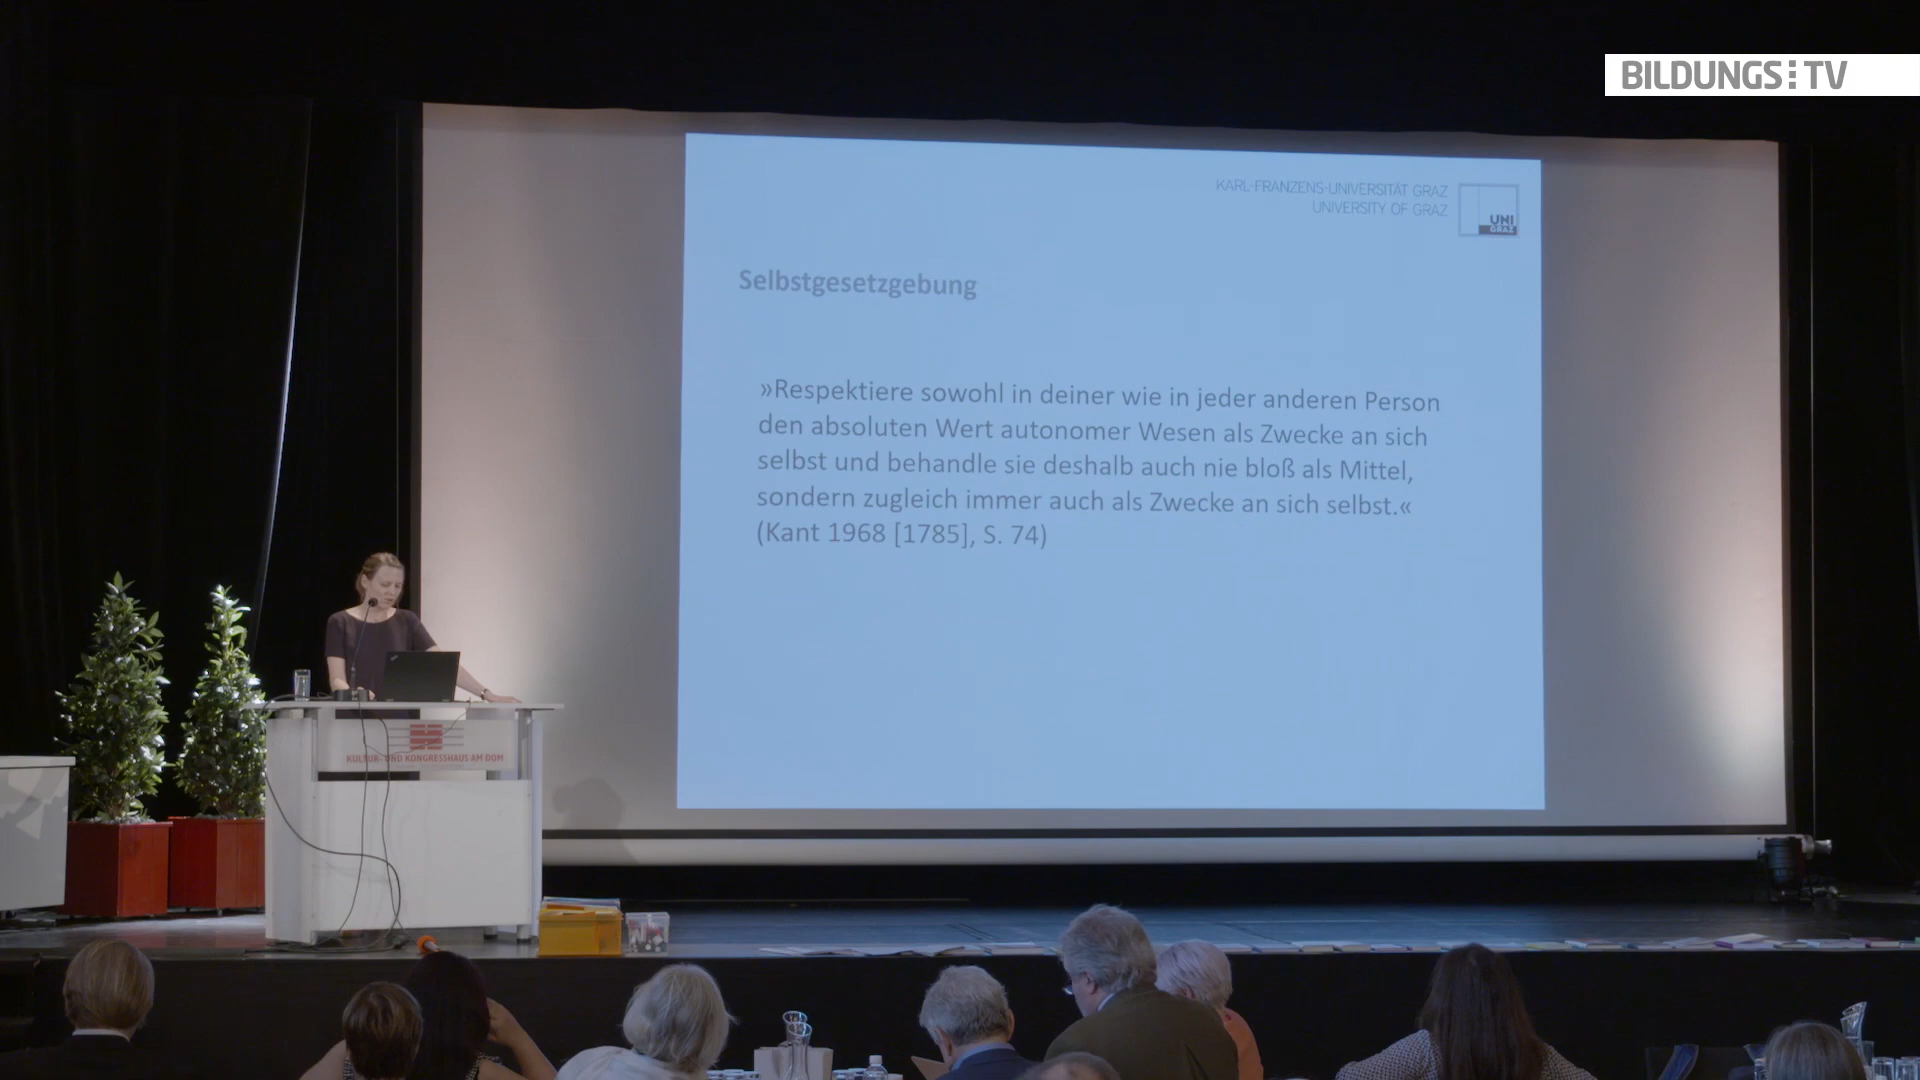 BILDUNGS:TV
KARL-FRANZENS-UNIVERSITÄT GRAZ
UNIVERSITY OF GRAZ
UNI
GRAZ
Selbstgesetzgebung
»Respektiere sowohl in deiner wie in jeder anderen Person
den absoluten Wert autonomer Wesen als Zwecke an sich
selbst und behandle sie deshalb auch nie bloß als Mittel,
sondern zugleich immer auch als Zwecke an sich selbst.«
(Kant 1968 [1785], S. 74)
KULTUR- UND KONGRESSHAUS AM DOM